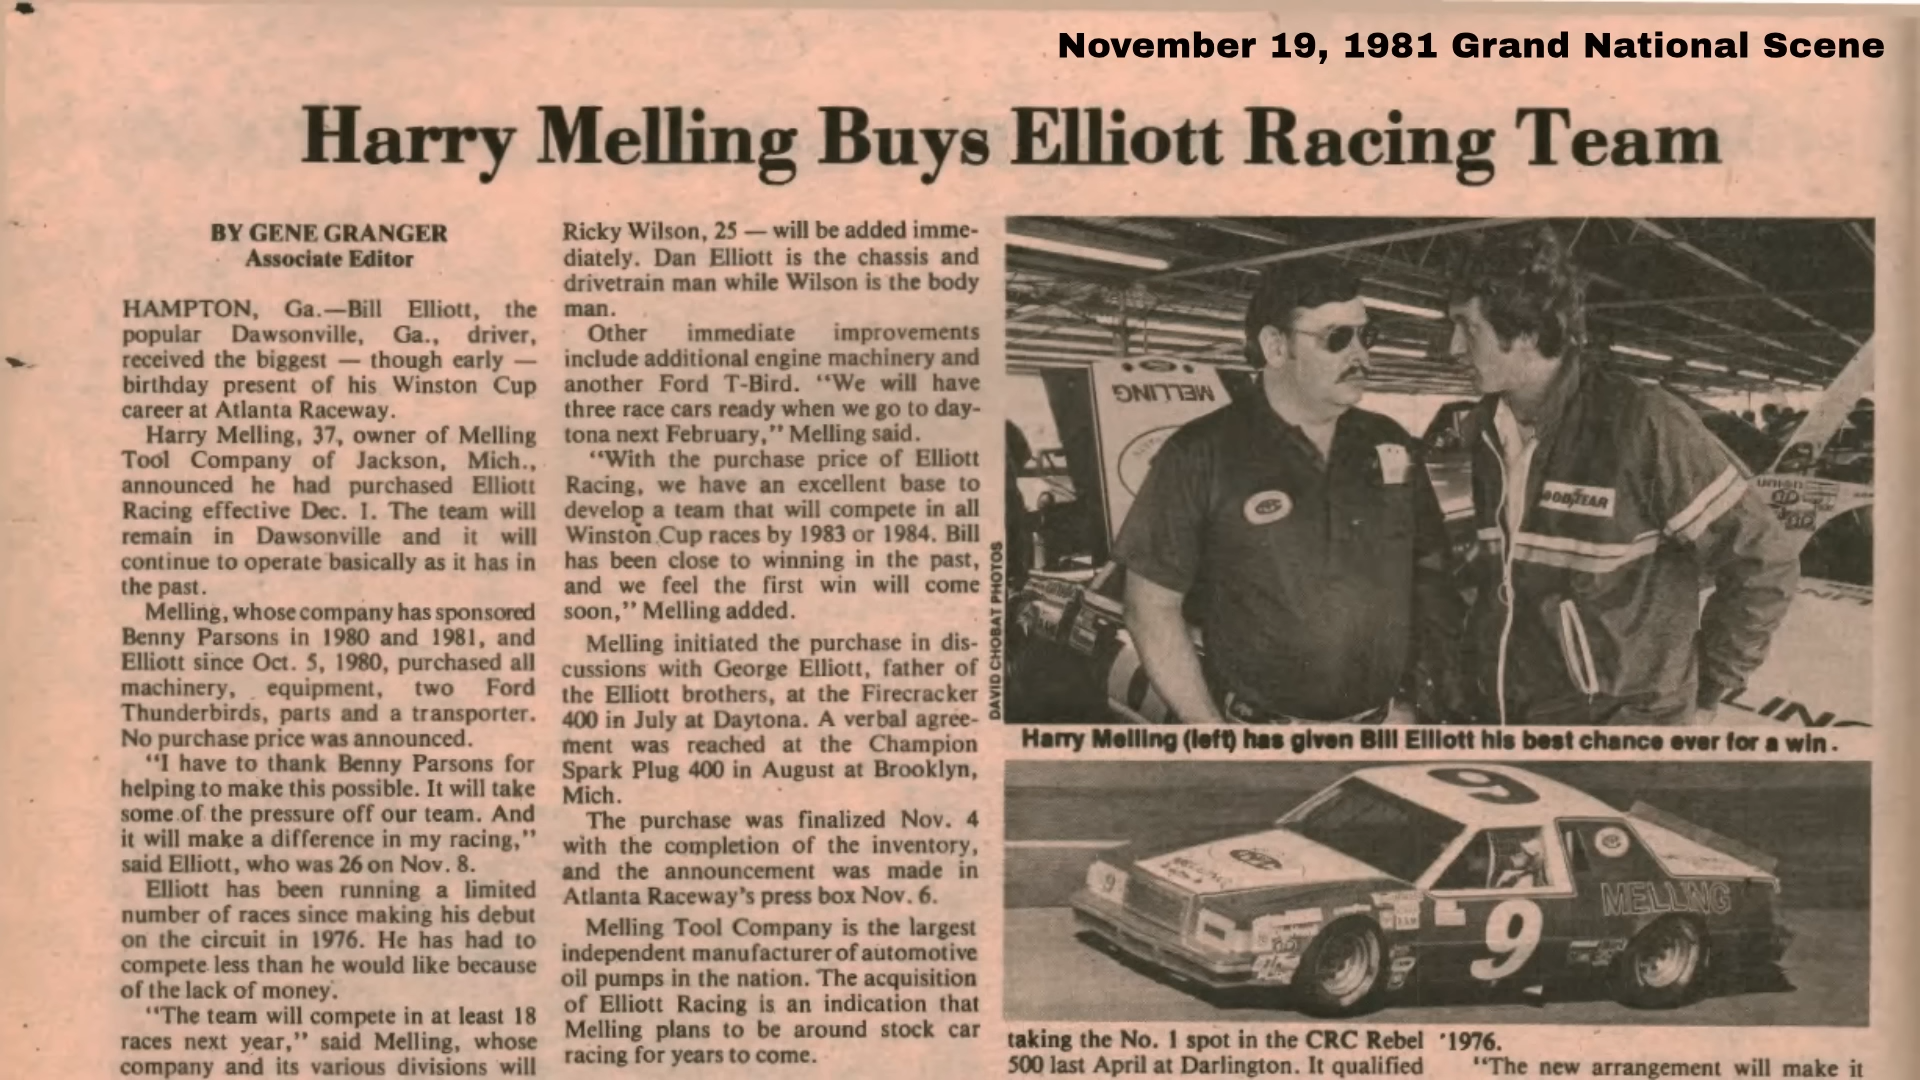 November 19, 1981 Grand National Scene
Harry Melling Buys Elliott Racing Team
BY GENE GRANGER
Associate Editor
HAMPTON, Ga.—Bill Elliott, the
popular Dawsonville, Ga., driver,
received the biggest — though early —
birthday present of his Winston Cup
career at Atlanta Raceway.
Harry Melling, 37, owner of Melling
Tool Company of Jackson, Mich.,
announced he had purchased Elliott
Racing effective Dec. 1. The team will
remain in Dawsonville and it will
continue to operate basically as it has in
the past.
Melling, whose company has sponsored
Benny Parsons in 1980 and 1981, and
Elliott since Oct. 5, 1980, purchased all
machinery, equipment, two Ford
Thunderbirds, parts and a transporter.
No purchase price was announced.
“I have to thank Benny Parsons for
helping to make this possible. It will take
some of the pressure off our team. And
it will make a difference in my racing,”
said Elliott, who was 26 on Nov. 8.
Elliott has been running a limited
number of races since making his debut
on the circuit in 1976. He has had to
compete less than he would like because
of the lack of money.
“The team will compete in at least 18
races next year,” said Melling, whose
company and its various divisions will
Ricky Wilson, 25 — will be added imme-
diately. Dan Elliott is the chassis and
drivetrain man while Wilson is the body
man.
Other immediate improvements
include additional engine machinery and
another Ford T-Bird. “We will have
three race cars ready when we go to day-
tona next February,” Melling said.
“With the purchase price of Elliott
Racing, we have an excellent base to
develop a team that will compete in all
Winston Cup races by 1983 or 1984. Bill
has been close to winning in the past,
and we feel the first win will come
soon,” Melling added.
Melling initiated the purchase in dis-
cussions with George Elliott, father of
the Elliott brothers, at the Firecracker
400 in July at Daytona. A verbal agree-
ment was reached at the Champion
Spark Plug 400 in August at Brooklyn,
Mich.
The purchase was finalized Nov. 4
with the completion of the inventory,
and the announcement was made in
Atlanta Raceway’s press box Nov. 6.
Melling Tool Company is the largest
independent manufacturer of automotive
oil pumps in the nation. The acquisition
of Elliott Racing is an indication that
Melling plans to be around stock car
racing for years to come.
DAVID CHOBAT PHOTOS
MELLING
GOODYEAR
union
Harry Melling (left) has given Bill Elliott his best chance ever for a win.
9
9
MELLING
9
taking the No. 1 spot in the CRC Rebel
500 last April at Darlington. It qualified
’1976.
“The new arrangement will make it